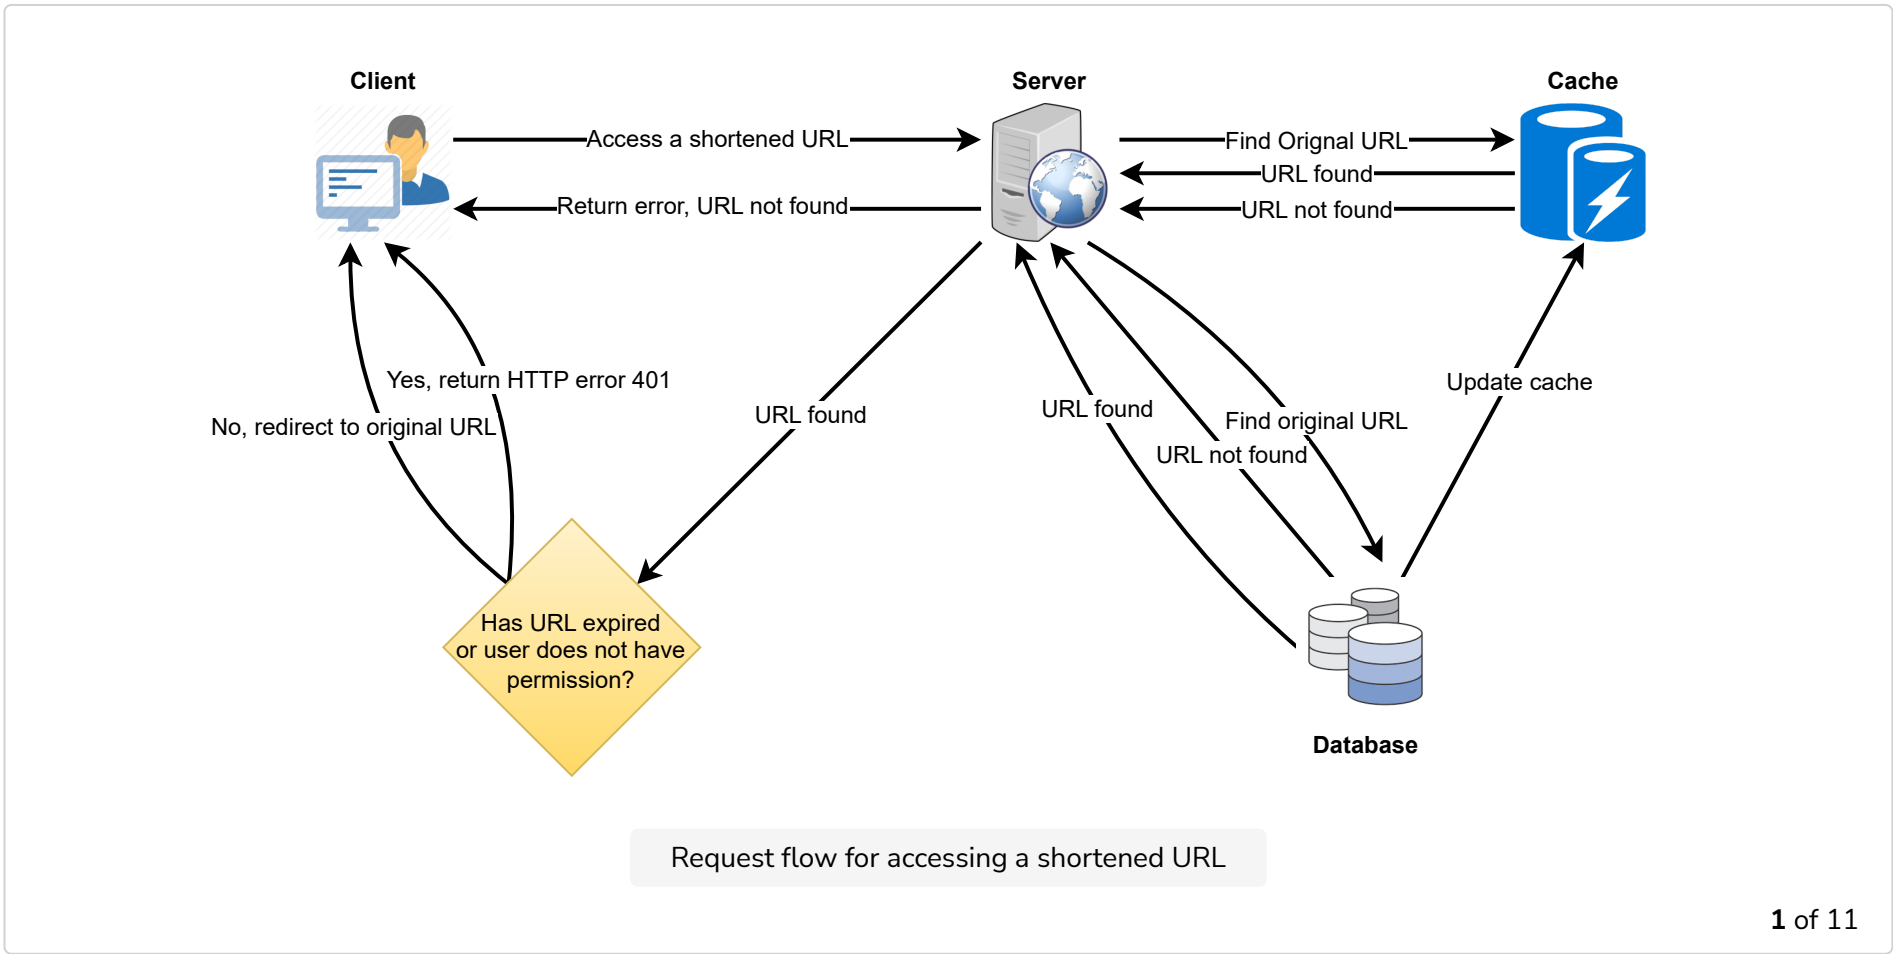 Client
Server
Cache
Access a shortened URL
Find Orignal URL
URL found
Return error, URL not found
URL not found
Yes, return HTTP error 401
No, redirect to original URL
URL found
URL found
Find original URL
URL not found
Update cache
Has URL expired
or user does not have
permission?
Database
Request flow for accessing a shortened URL
1 of 11